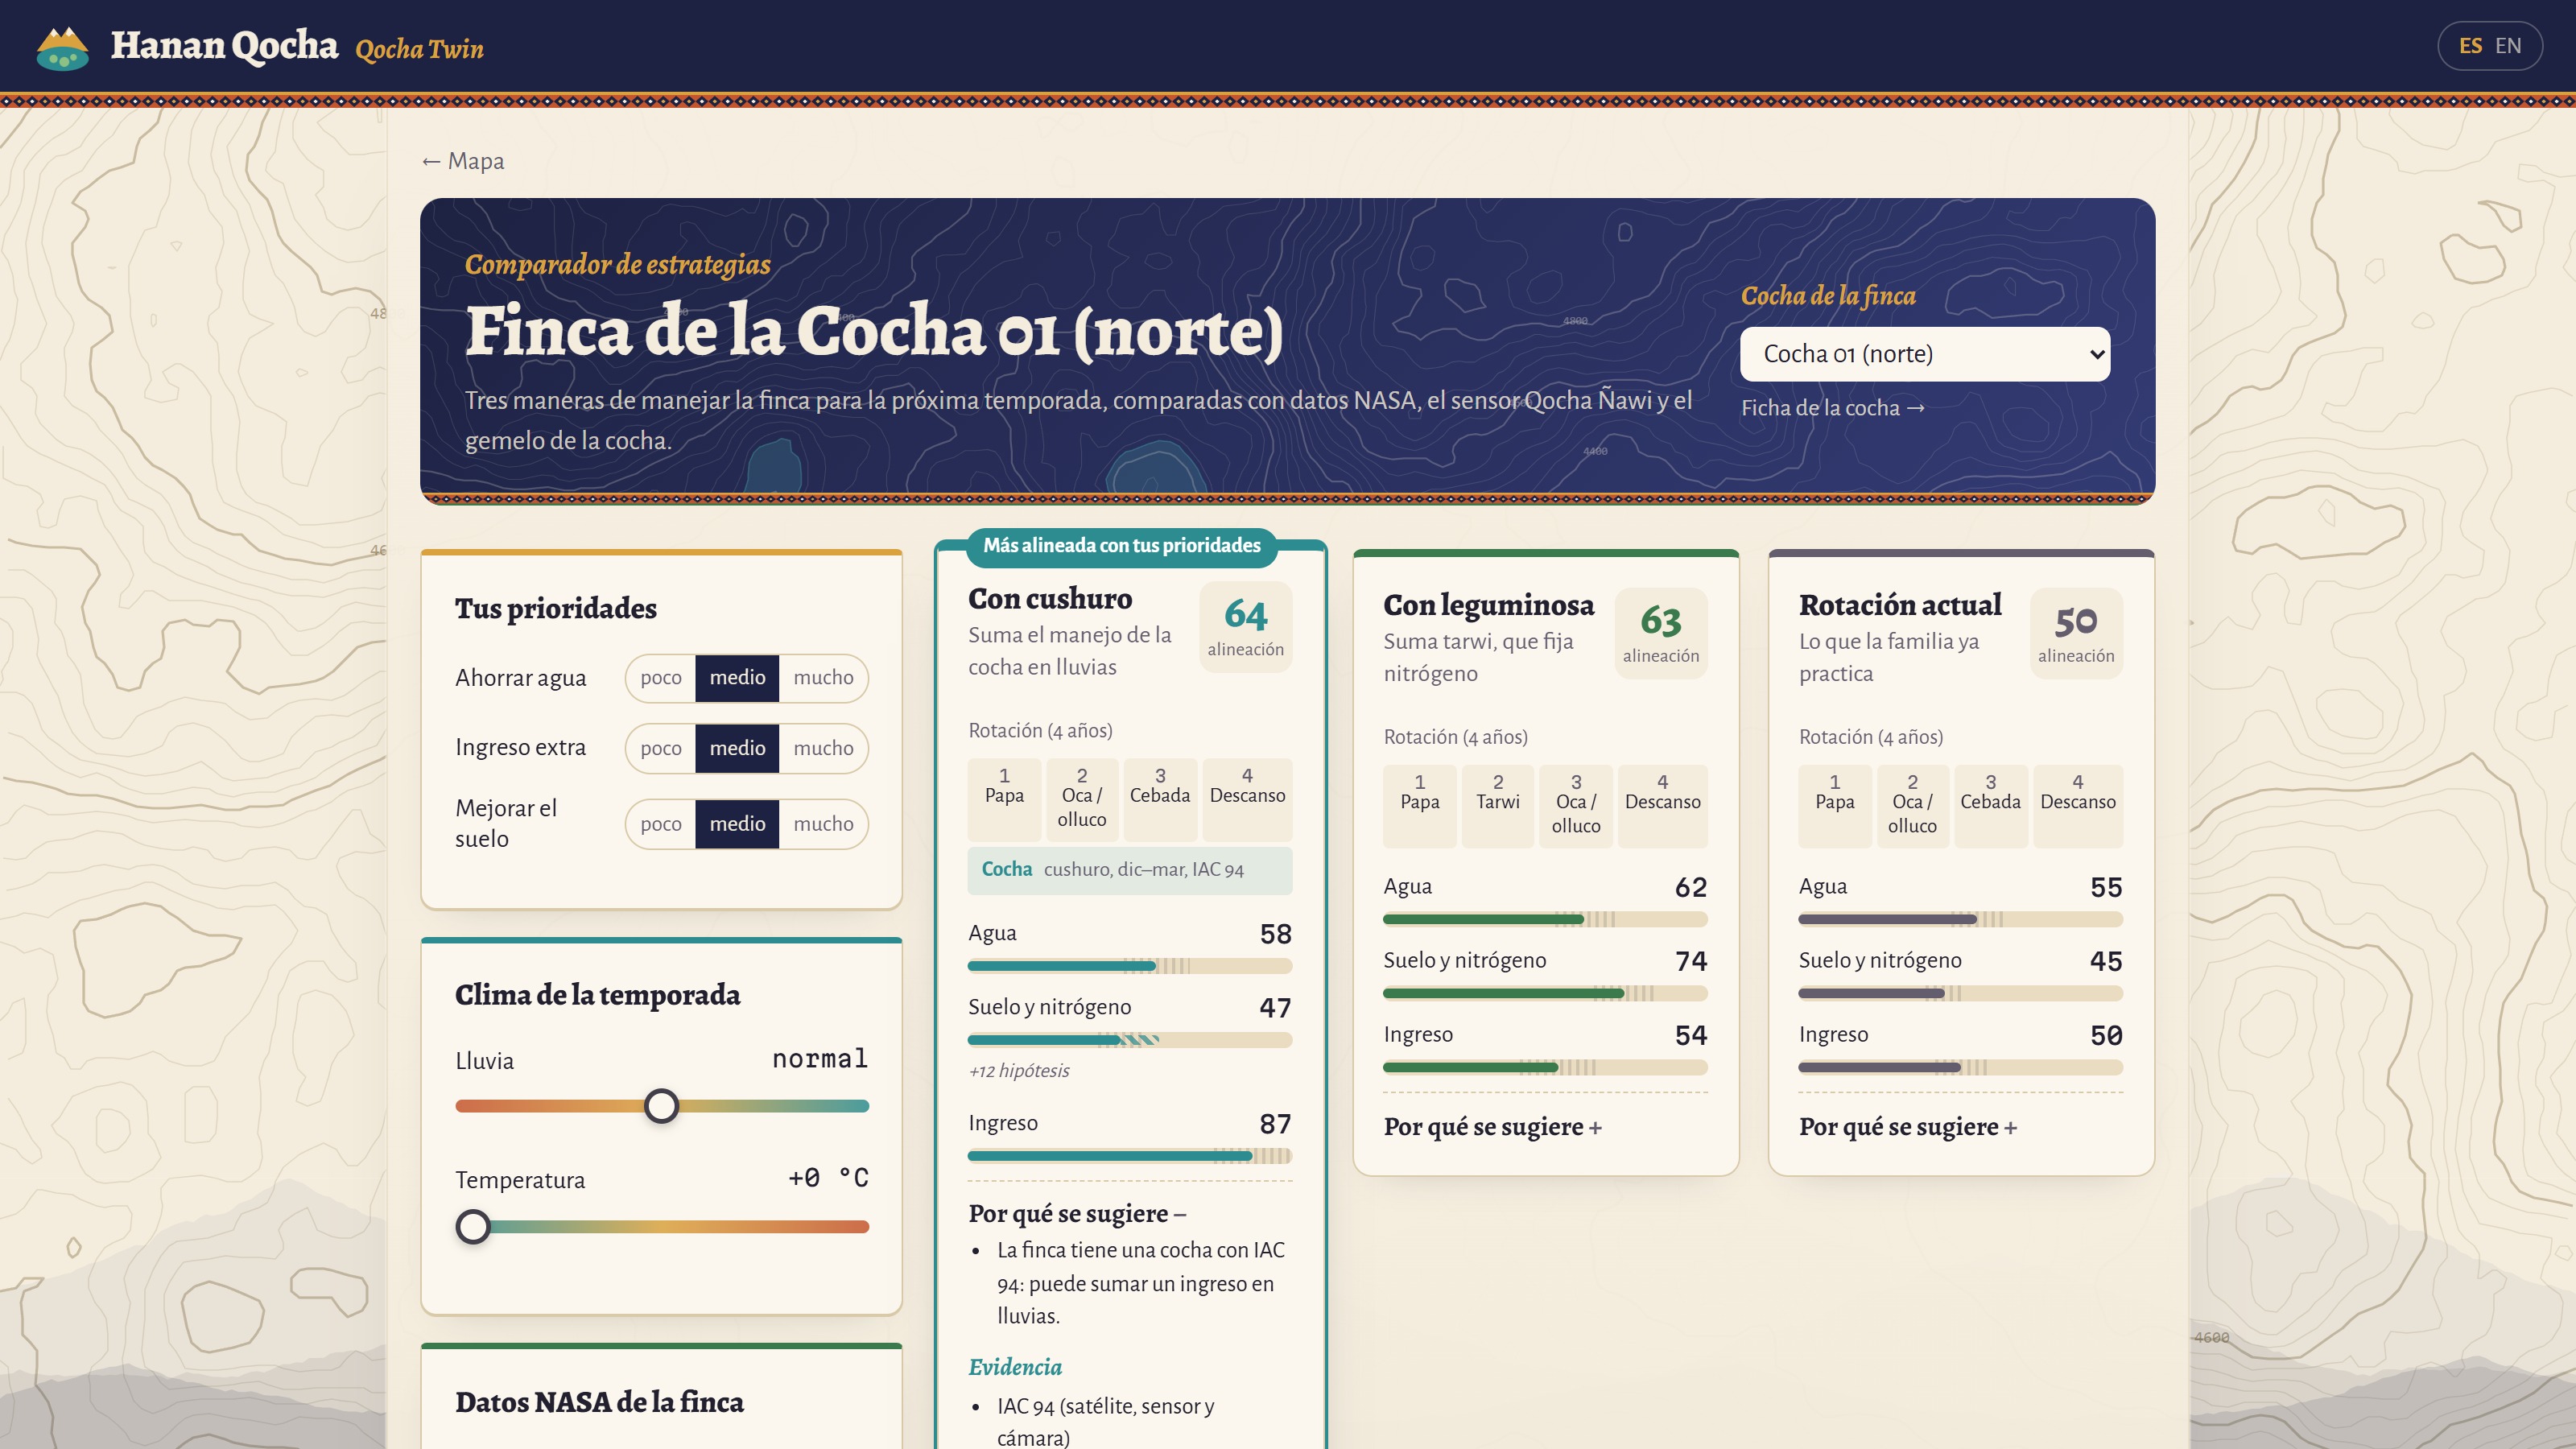 Hanan Qocha Qocha Twin
ES EN
← Mapa
Comparador de estrategias
Finca de la Cocha 01 (norte)
Tres maneras de manejar la finca para la próxima temporada, comparadas con datos NASA, el sensor Qocha Ñawi y el
gemelo de la cocha.
Cocha de la finca
Cocha 01 (norte)
Ficha de la cocha →
4800
4400
4600
Tus prioridades
Ahorrar agua
poco medio mucho
Ingreso extra
poco medio mucho
Mejorar el
suelo
poco medio mucho
Clima de la temporada
Lluvia normal
Temperatura +0 °C
Datos NASA de la finca
Más alineada con tus prioridades
Con cushuro
64
alineación
Suma el manejo de la
cocha en lluvias
Rotación (4 años)
1 2 3 4
Papa Oca / Cebada Descanso
olluco
Cocha cushuro, dic–mar, IAC 94
Agua 58
Suelo y nitrógeno 47
+12 hipótesis
Ingreso 87
Por qué se sugiere –
• La finca tiene una cocha con IAC
94: puede sumar un ingreso en
lluvias.
Evidencia
• IAC 94 (satélite, sensor y
cámara)
Con leguminosa
63
alineación
Suma tarwi, que fija
nitrógeno
Rotación (4 años)
1 2 3 4
Papa Tarwi Oca / Descanso
olluco
Agua 62
Suelo y nitrógeno 74
Ingreso 54
Por qué se sugiere +
Rotación actual
50
alineación
Lo que la familia ya
practica
Rotación (4 años)
1 2 3 4
Papa Oca / Cebada Descanso
olluco
Agua 55
Suelo y nitrógeno 45
Ingreso 50
Por qué se sugiere +